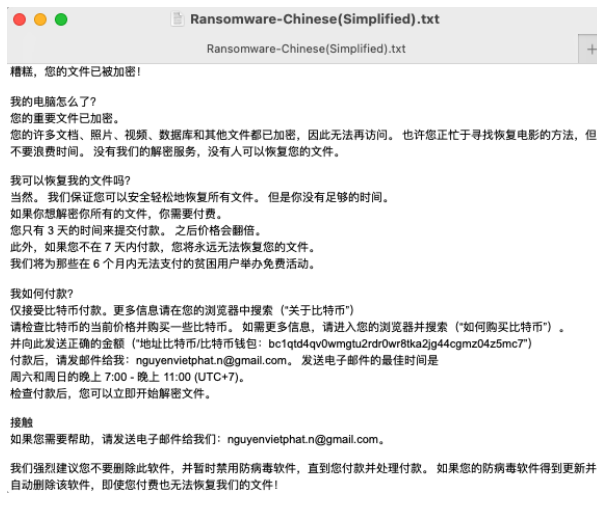 Ransomware-Chinese(Simplified).txt
Ransomware-Chinese(Simplified).txt
+
糟糕，您的文件已被加密！
我的电脑怎么了？
您的重要文件已加密。
您的许多文档、照片、视频、数据库和其他文件都已加密，因此无法再访问。 也许您正忙于寻找恢复电影的方法，但
不要浪费时间。 没有我们的解密服务，没有人可以恢复您的文件。
我可以恢复我的文件吗？
当然。 我们保证您可以安全轻松地恢复所有文件。 但是你没有足够的时间。
如果你想解密你所有的文件，你需要付费。
您只有 3 天的时间来提交付款。 之后价格会翻倍。
此外，如果您不在 7 天内付款，您将永远无法恢复您的文件。
我们将为那些在 6 个月内无法支付的贫困用户举办免费活动。
我如何付款？
仅接受比特币付款。更多信息请在您的浏览器中搜索（“关于比特币”）
请检查比特币的当前价格并购买一些比特币。 如需更多信息，请进入您的浏览器并搜索（“如何购买比特币”）。
并向此发送正确的金额（“地址比特币/比特币钱包：bc1qtd4qv0wmgtu2rdr0wr8tka2jg44cgmz04z5mc7”）
付款后，请发邮件给我：nguyenvietphat.n@gmail.com。 发送电子邮件的最佳时间是
周六和周日的晚上 7:00 - 晚上 11:00 (UTC+7)。
检查付款后，您可以立即开始解密文件。
接触
如果您需要帮助，请发送电子邮件给我们：nguyenvietphat.n@gmail.com。
我们强烈建议您不要删除此软件，并暂时禁用防病毒软件，直到您付款并处理付款。 如果您的防病毒软件得到更新并
自动删除该软件，即使您付费也无法恢复我们的文件！